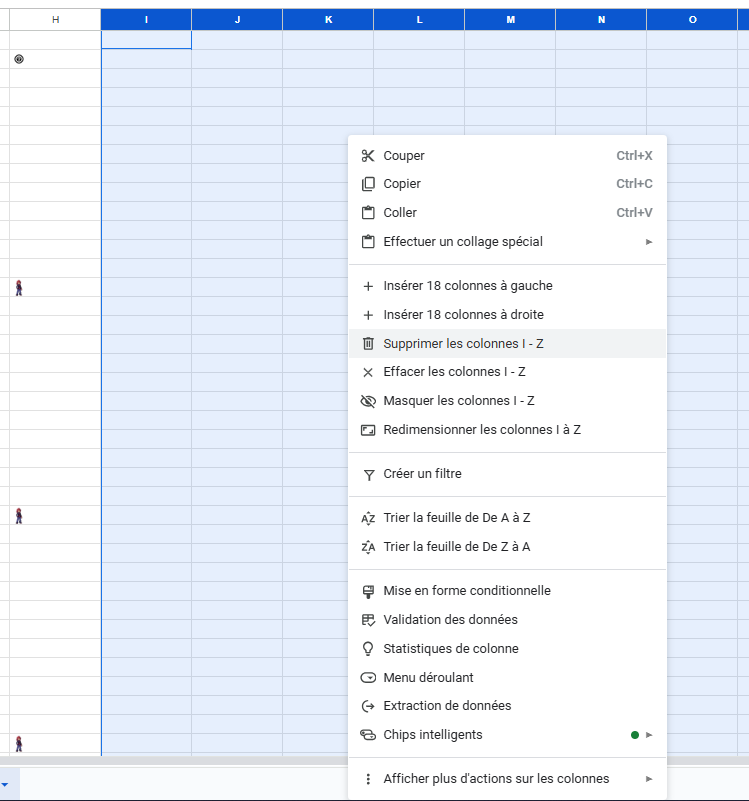 H I J K L M N O
Couper Ctrl+X
Copier Ctrl+C
Coller Ctrl+V
Effectuer un collage spécial
Insérer 18 colonnes à gauche
Insérer 18 colonnes à droite
Supprimer les colonnes I - Z
Effacer les colonnes I - Z
Masquer les colonnes I - Z
Redimensionner les colonnes I à Z
Créer un filtre
Trier la feuille de De A à Z
Trier la feuille de De Z à A
Mise en forme conditionnelle
Validation des données
Statistiques de colonne
Menu déroulant
Extraction de données
Chips intelligents
Afficher plus d'actions sur les colonnes